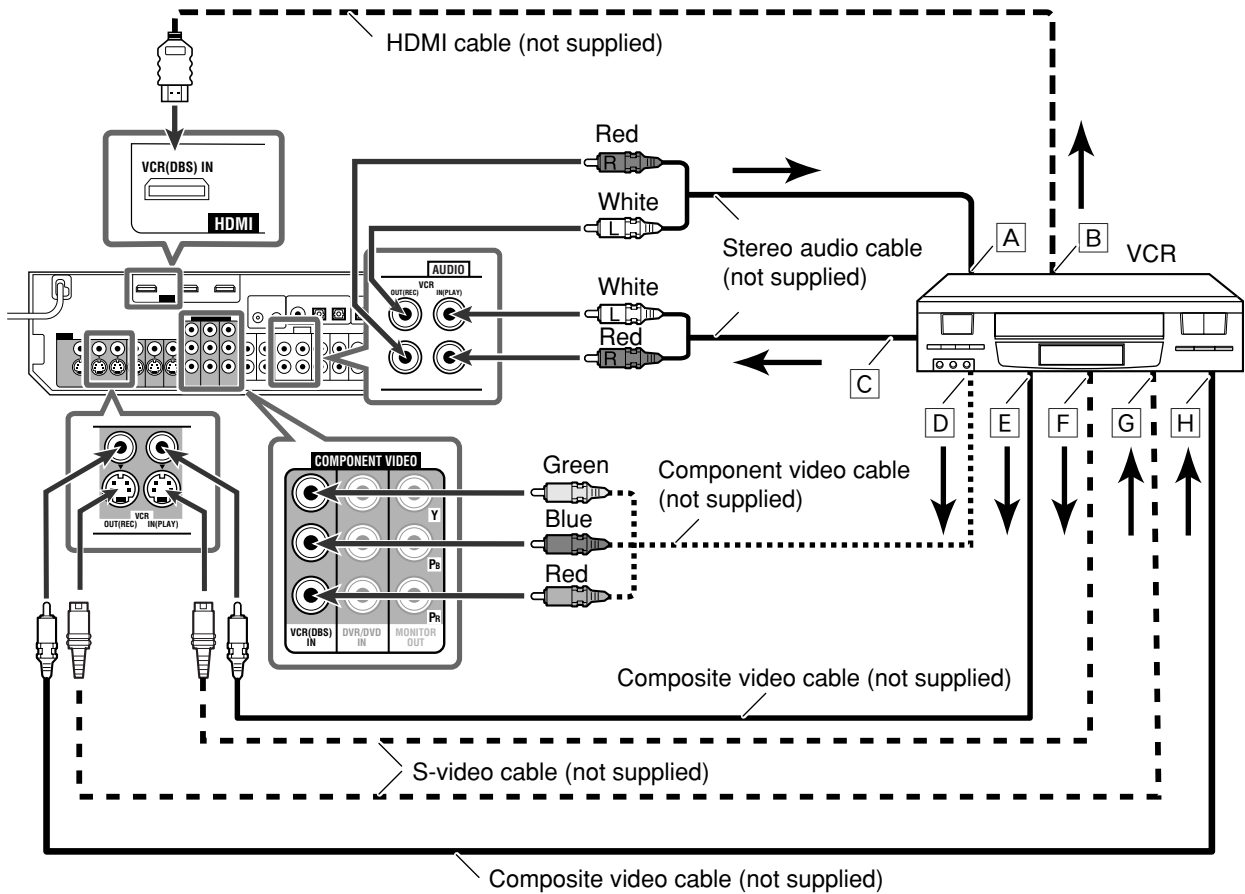 HDMI cable (not supplied)
VCR(DBS) IN
HDMI
Red
R
White
L
Stereo audio cable
(not supplied)
A
B
VCR
AUDIO
VCR
OUT(REC) IN(PLAY)
White
L
Red
R
C
D
E
F
G
H
VCR
OUT(REC) IN(PLAY)
COMPONENT VIDEO
Y
PB
PR
VCR(DBS)
IN
DVR/DVD
IN
MONITOR
OUT
Green
Blue
Red
Component video cable
(not supplied)
Composite video cable (not supplied)
S-video cable (not supplied)
Composite video cable (not supplied)